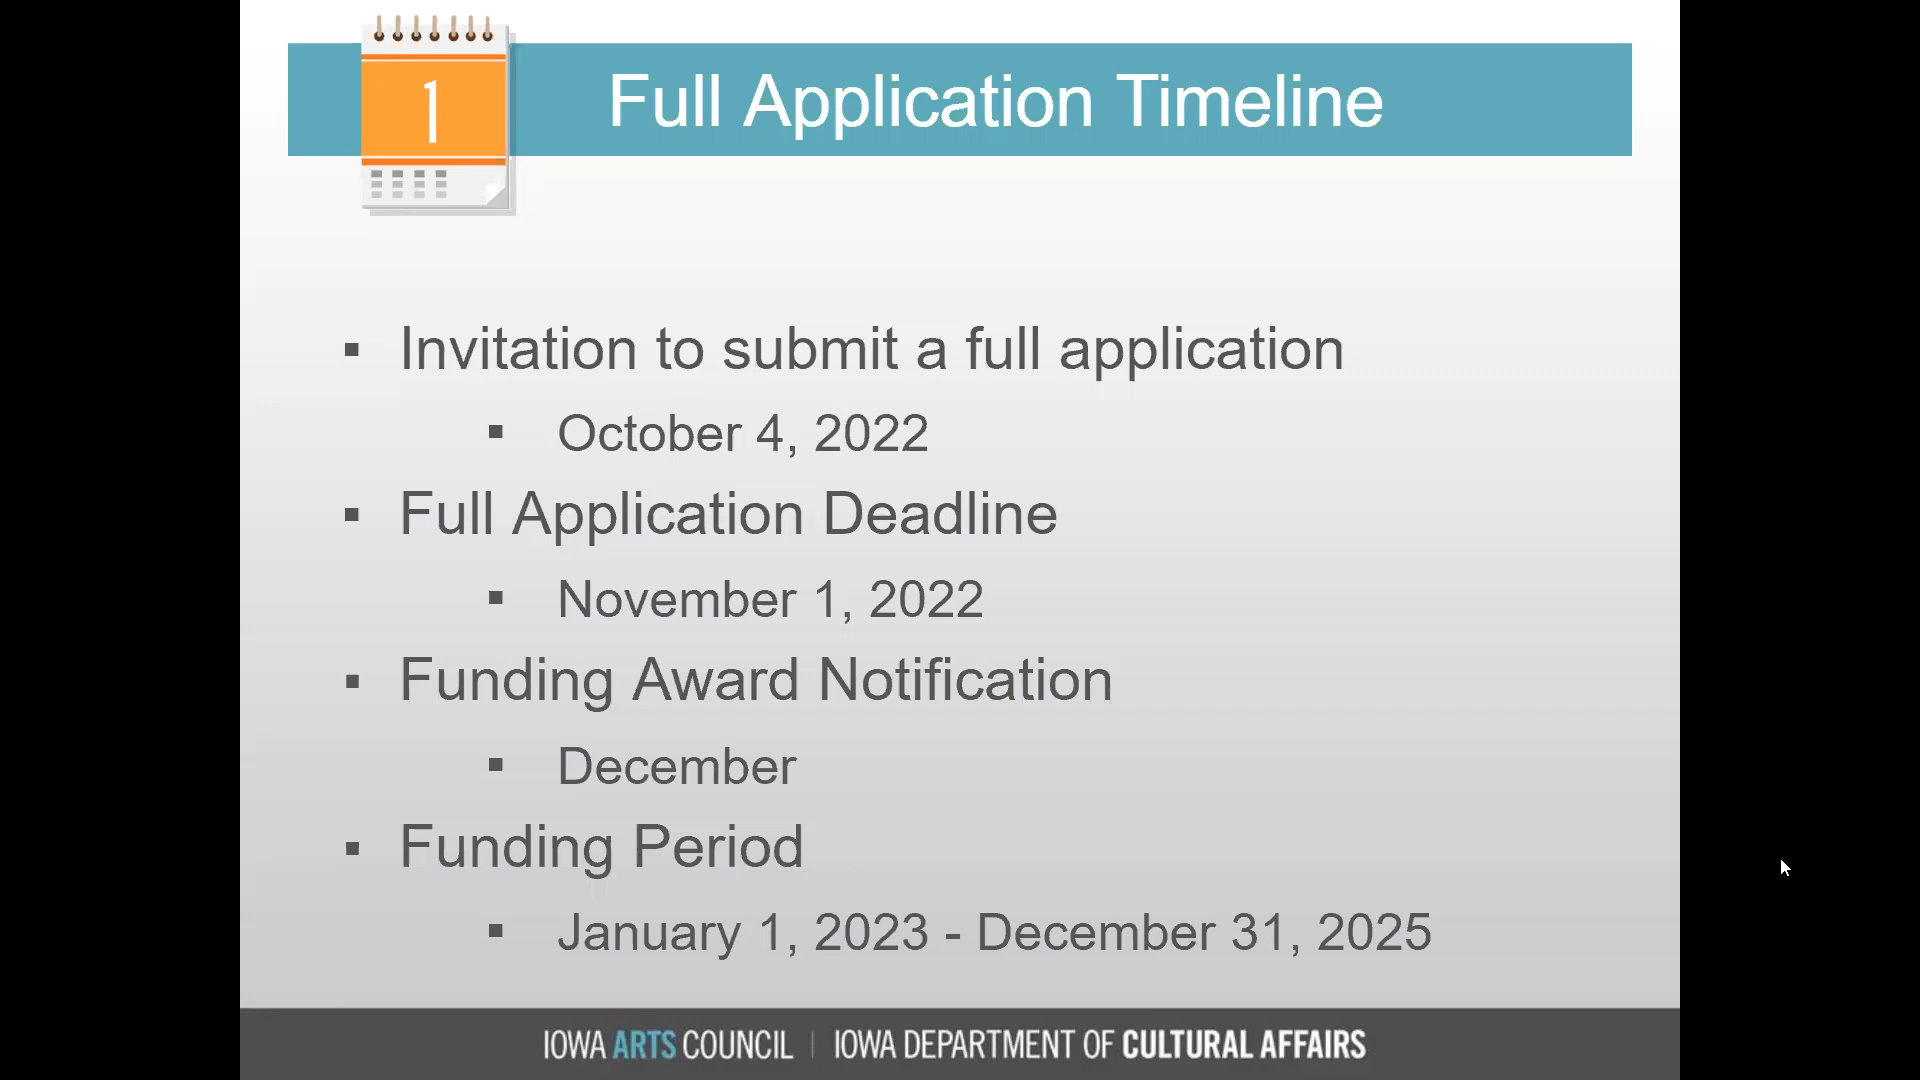 1
Full Application Timeline
▪ Invitation to submit a full application
▪ October 4, 2022
▪ Full Application Deadline
▪ November 1, 2022
▪ Funding Award Notification
▪ December
▪ Funding Period
▪ January 1, 2023 - December 31, 2025
IOWA ARTS COUNCIL | IOWA DEPARTMENT OF CULTURAL AFFAIRS